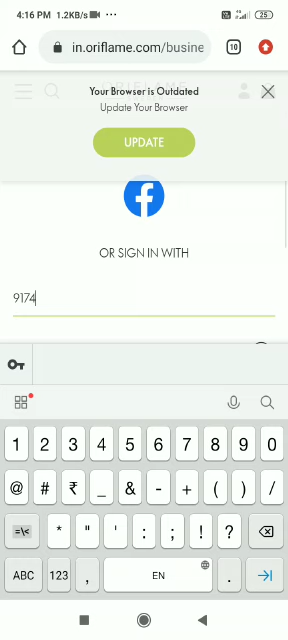 4:16 PM 1.2KB/s ... 25
in.oriflame.com/busine 10
ORIFLAME
Your Browser is Outdated
Update Your Browser
UPDATE
OR SIGN IN WITH
9174
1 2 3 4 5 6 7 8 9 0
@ # ₹ _ & - + ( ) /
=\< * " ' : ; ! ?
ABC 123 , EN .